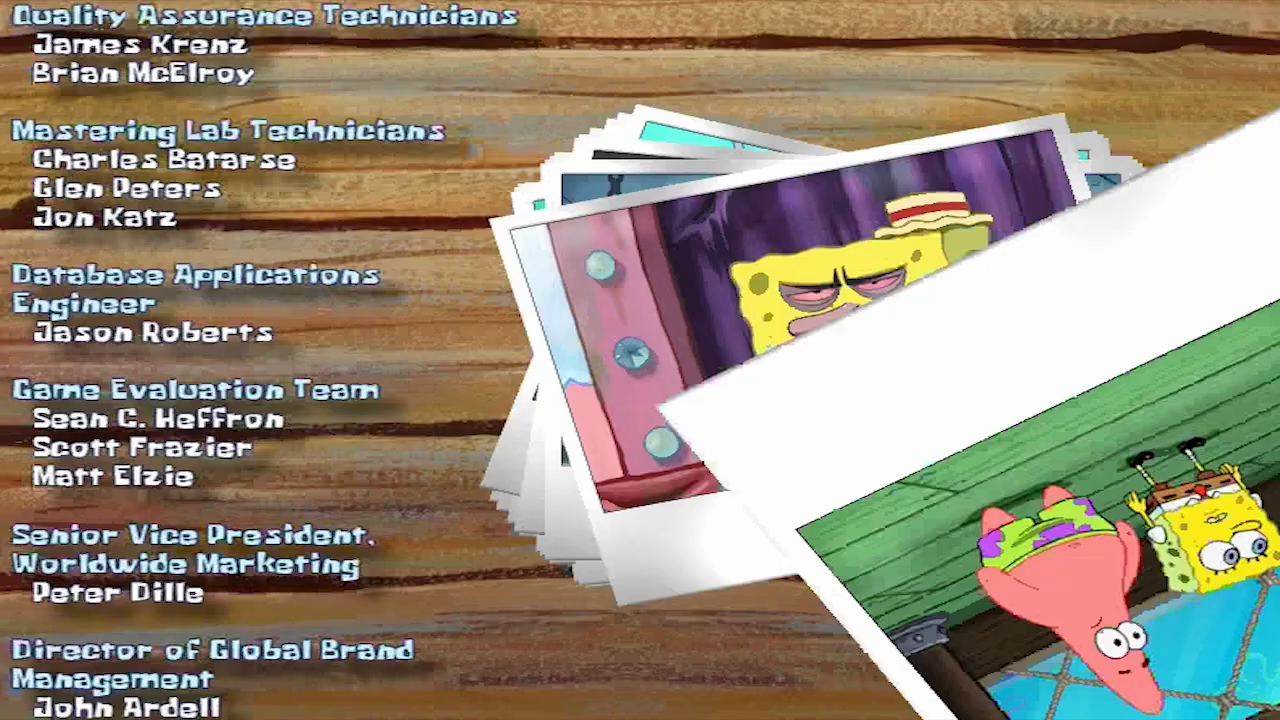 Quality Assurance Technicians
James Krenz
Brian McElroy
Mastering Lab Technicians
Charles Batarse
Glen Peters
Jon Katz
Database Applications
Engineer
Jason Roberts
Game Evaluation Team
Sean C. Heffron
Scott Frazier
Matt Elzie
Senior Vice President,
Worldwide Marketing
Peter Dille
Director of Global Brand
Management
John Ardell